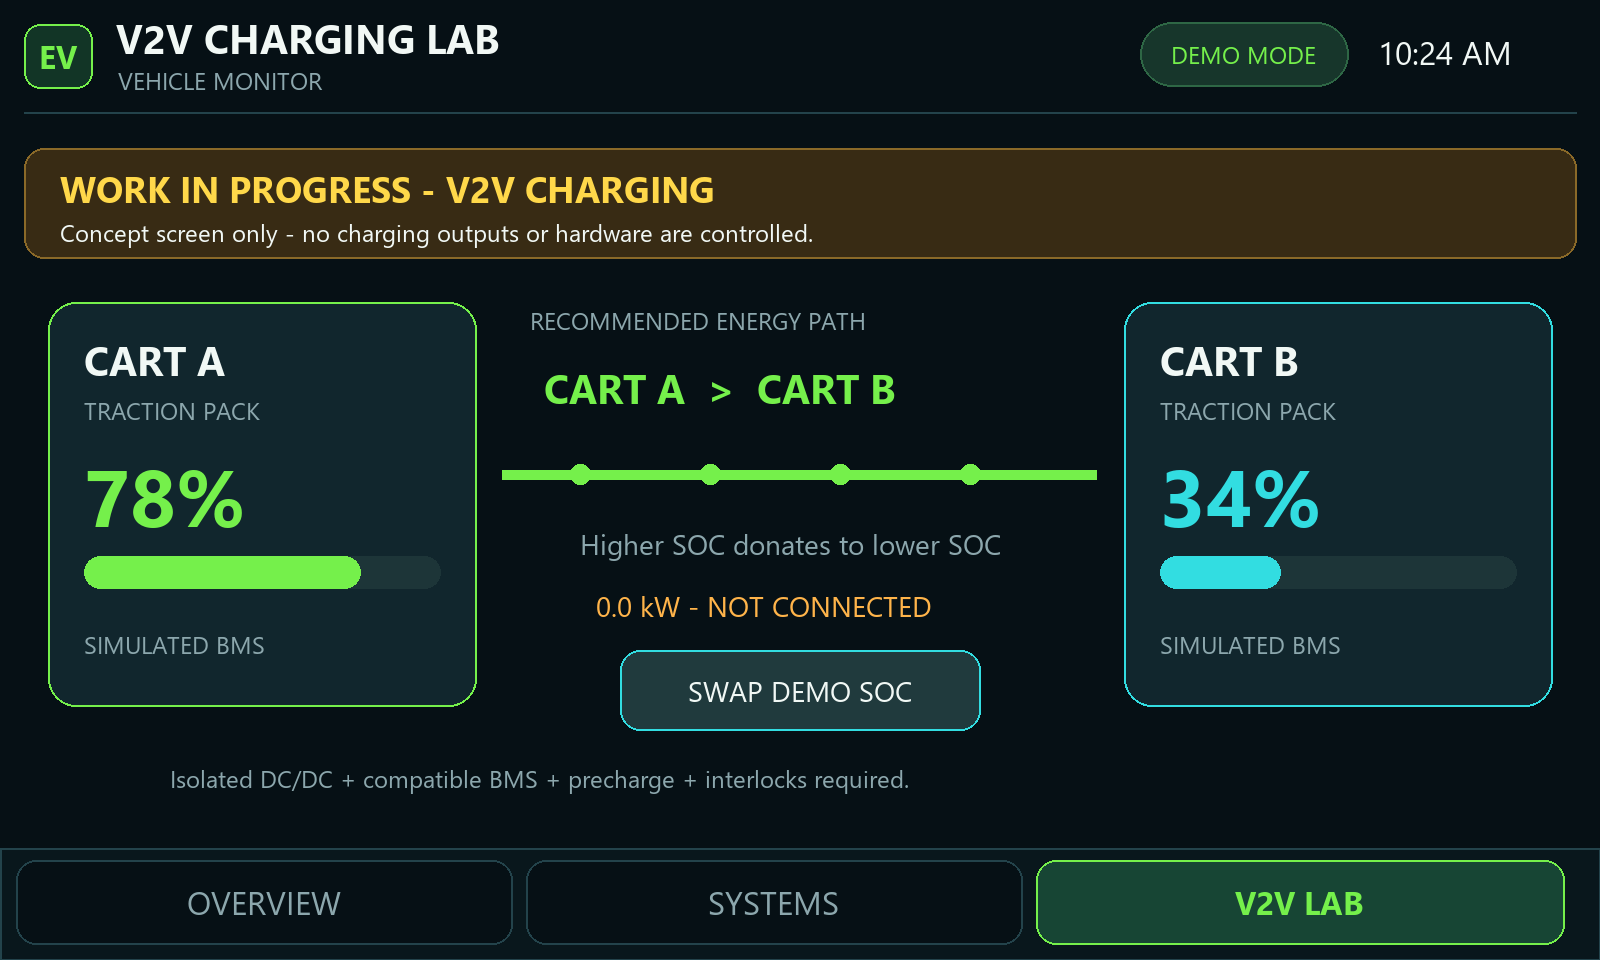 EV
V2V CHARGING LAB
VEHICLE MONITOR
DEMO MODE
10:24 AM
WORK IN PROGRESS - V2V CHARGING
Concept screen only - no charging outputs or hardware are controlled.
CART A
TRACTION PACK
78%
SIMULATED BMS
RECOMMENDED ENERGY PATH
CART A > CART B
Higher SOC donates to lower SOC
0.0 kW - NOT CONNECTED
SWAP DEMO SOC
CART B
TRACTION PACK
34%
SIMULATED BMS
Isolated DC/DC + compatible BMS + precharge + interlocks required.
OVERVIEW
SYSTEMS
V2V LAB